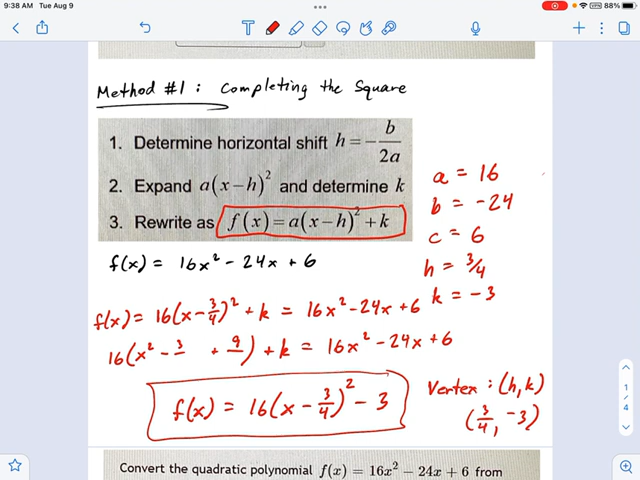 9:38 AM Tue Aug 9
VPN 88%
Method #1: Completing the Square
1. Determine horizontal shift h = -b/2a
2. Expand a(x-h)² and determine k
3. Rewrite as f(x) = a(x-h)² + k
a = 16
b = -24
c = 6
h = 3/4
k = -3
f(x) = 16x² - 24x + 6
f(x) = 16(x - 3/4)² + k = 16x² - 24x + 6
16(x² - 3/ + 9/) + k = 16x² - 24x + 6
f(x) = 16(x - 3/4)² - 3
Vertex: (h, k)
(3/4, -3)
1
4
Convert the quadratic polynomial f(x) = 16x² − 24x + 6 from